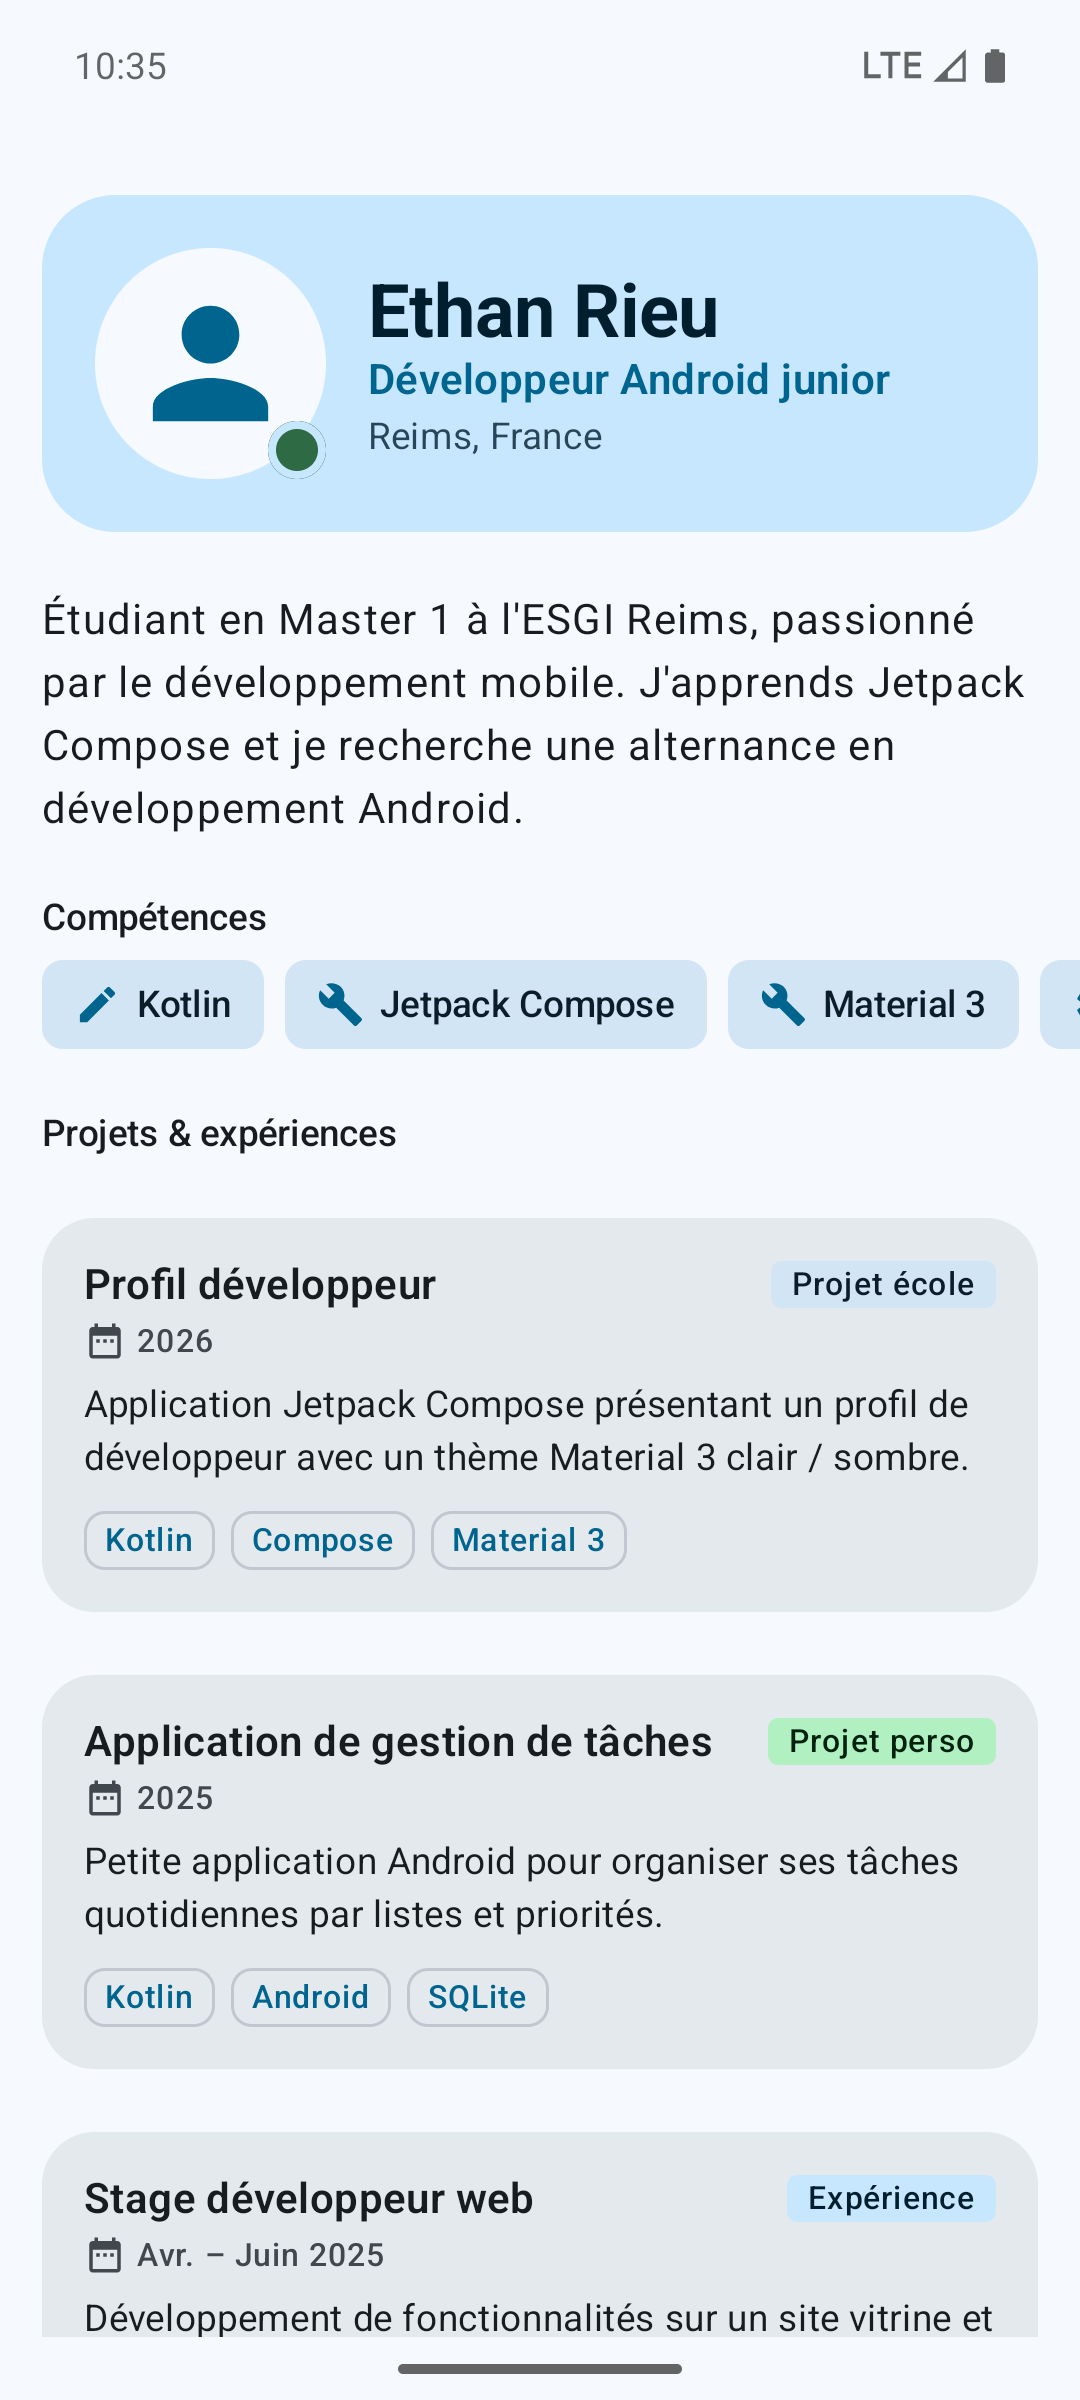 10:35
LTE
Ethan Rieu
Développeur Android junior
Reims, France
Étudiant en Master 1 à l'ESGI Reims, passionné
par le développement mobile. J'apprends Jetpack
Compose et je recherche une alternance en
développement Android.
Compétences
Kotlin
Jetpack Compose
Material 3
Projets & expériences
Profil développeur
Projet école
2026
Application Jetpack Compose présentant un profil de
développeur avec un thème Material 3 clair / sombre.
Kotlin
Compose
Material 3
Application de gestion de tâches
Projet perso
2025
Petite application Android pour organiser ses tâches
quotidiennes par listes et priorités.
Kotlin
Android
SQLite
Stage développeur web
Expérience
Avr. – Juin 2025
Développement de fonctionnalités sur un site vitrine et